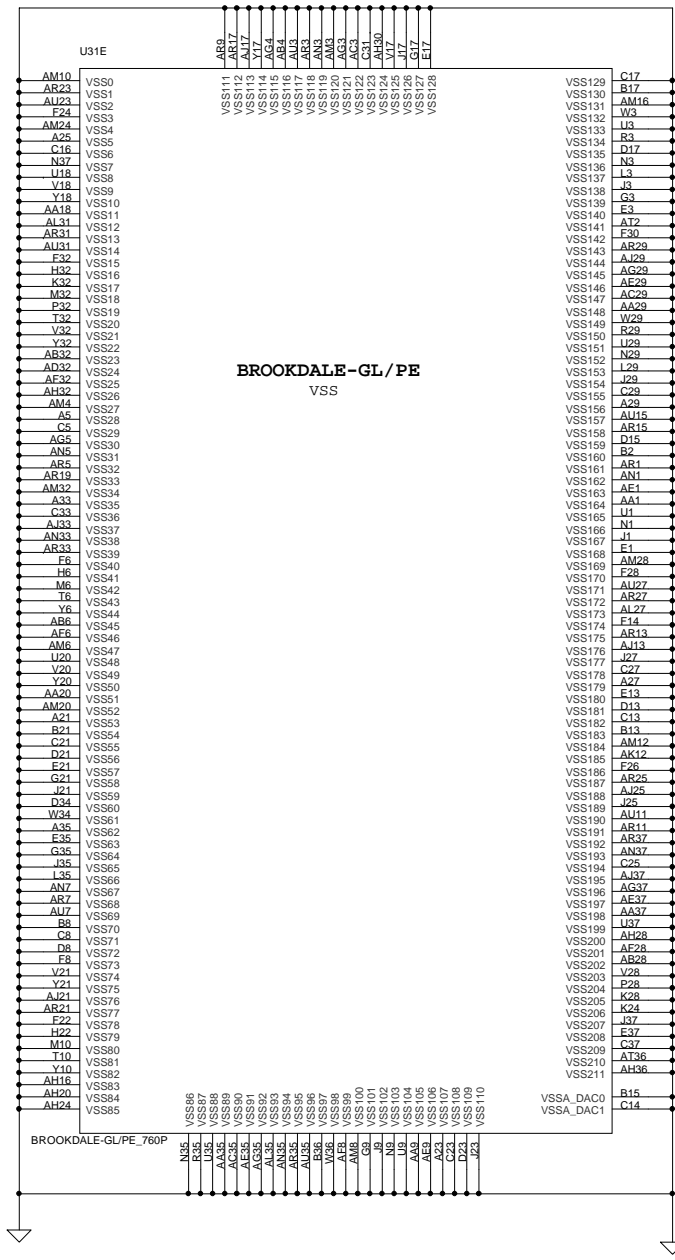 U31E
AR9 VSS111
AR17 VSS112
AJ17 VSS113
Y17 VSS114
AG4 VSS115
AB4 VSS116
AU3 VSS117
AR3 VSS118
AN3 VSS119
AM3 VSS120
AG3 VSS121
AC3 VSS122
C31 VSS123
AH30 VSS124
V17 VSS125
J17 VSS126
G17 VSS127
E17 VSS128
AM10 VSS0
AR23 VSS1
AU23 VSS2
F24 VSS3
AM24 VSS4
A25 VSS5
C16 VSS6
N37 VSS7
U18 VSS8
V18 VSS9
Y18 VSS10
AA18 VSS11
AL31 VSS12
AR31 VSS13
AU31 VSS14
F32 VSS15
H32 VSS16
K32 VSS17
M32 VSS18
P32 VSS19
T32 VSS20
V32 VSS21
Y32 VSS22
AB32 VSS23
AD32 VSS24
AF32 VSS25
AH32 VSS26
AM4 VSS27
A5 VSS28
C5 VSS29
AG5 VSS30
AN5 VSS31
AR5 VSS32
AR19 VSS33
AM32 VSS34
A33 VSS35
C33 VSS36
AJ33 VSS37
AN33 VSS38
AR33 VSS39
F6 VSS40
H6 VSS41
M6 VSS42
T6 VSS43
Y6 VSS44
AB6 VSS45
AF6 VSS46
AM6 VSS47
U20 VSS48
V20 VSS49
Y20 VSS50
AA20 VSS51
AM20 VSS52
A21 VSS53
B21 VSS54
C21 VSS55
D21 VSS56
E21 VSS57
G21 VSS58
J21 VSS59
D34 VSS60
W34 VSS61
A35 VSS62
E35 VSS63
G35 VSS64
J35 VSS65
L35 VSS66
AN7 VSS67
AR7 VSS68
AU7 VSS69
B8 VSS70
C8 VSS71
D8 VSS72
F8 VSS73
V21 VSS74
Y21 VSS75
AJ21 VSS76
AR21 VSS77
F22 VSS78
H22 VSS79
M10 VSS80
T10 VSS81
Y10 VSS82
AH16 VSS83
AH20 VSS84
AH24 VSS85
BROOKDALE-GL/PE
VSS
VSS129 C17
VSS130 B17
VSS131 AM16
VSS132 W3
VSS133 U3
VSS134 R3
VSS135 D17
VSS136 N3
VSS137 L3
VSS138 J3
VSS139 G3
VSS140 E3
VSS141 AT2
VSS142 F30
VSS143 AR29
VSS144 AJ29
VSS145 AG29
VSS146 AE29
VSS147 AC29
VSS148 AA29
VSS149 W29
VSS150 R29
VSS151 U29
VSS152 N29
VSS153 L29
VSS154 J29
VSS155 C29
VSS156 A29
VSS157 AU15
VSS158 AR15
VSS159 D15
VSS160 B2
VSS161 AR1
VSS162 AN1
VSS163 AE1
VSS164 AA1
VSS165 U1
VSS166 N1
VSS167 J1
VSS168 E1
VSS169 AM28
VSS170 F28
VSS171 AU27
VSS172 AR27
VSS173 AL27
VSS174 F14
VSS175 AR13
VSS176 AJ13
VSS177 J27
VSS178 C27
VSS179 A27
VSS180 E13
VSS181 D13
VSS182 C13
VSS183 B13
VSS184 AM12
VSS185 AK12
VSS186 F26
VSS187 AR25
VSS188 AJ25
VSS189 J25
VSS190 AU11
VSS191 AR11
VSS192 AR37
VSS193 AN37
VSS194 C25
VSS195 AJ37
VSS196 AG37
VSS197 AE37
VSS198 AA37
VSS199 U37
VSS200 AH28
VSS201 AF28
VSS202 AB28
VSS203 V28
VSS204 P28
VSS205 K28
VSS206 K24
VSS207 J37
VSS208 E37
VSS209 C37
VSS210 AT36
VSS211 AH36
VSSA_DAC0 B15
VSSA_DAC1 C14
VSS86 N35
VSS87 R35
VSS88 U35
VSS89 AA35
VSS90 AC35
VSS91 AE35
VSS92 AG35
VSS93 AL35
VSS94 AN35
VSS95 AR35
VSS96 AU35
VSS97 B36
VSS98 W36
VSS99 AF8
VSS100 AM8
VSS101 G9
VSS102 J9
VSS103 N9
VSS104 U9
VSS105 AA9
VSS106 AE9
VSS107 A23
VSS108 C23
VSS109 D23
VSS110 J23
BROOKDALE-GL/PE_760P